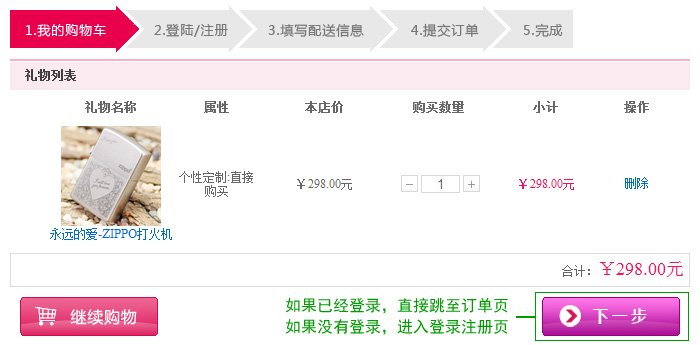 1.我的购物车
2.登陆/注册
3.填写配送信息
4.提交订单
5.完成
礼物列表
礼物名称 属性 本店价 购买数量 小计 操作
个性定制:直接
购买
￥298.00元 - 1 + ￥298.00元 删除
永远的爱-ZIPPO打火机
合计：￥298.00元
继续购物
如果已经登录，直接跳至订单页
如果没有登录，进入登录注册页
下一步